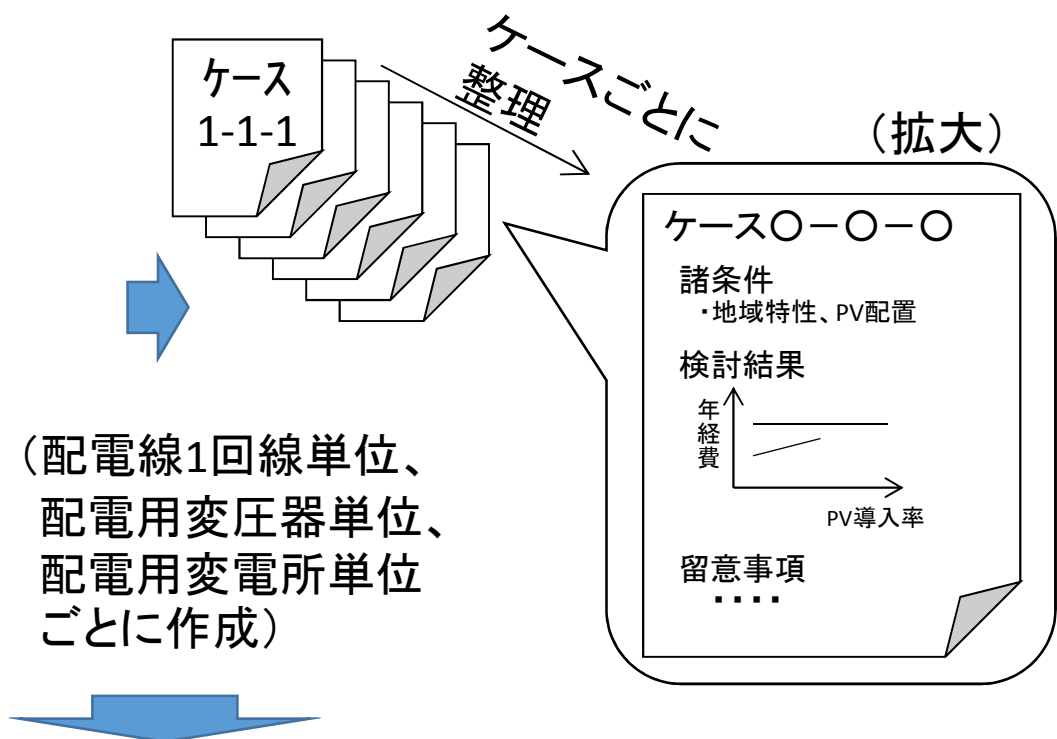 ケース
1-1-1
ケースごとに
整理
（拡大）
ケース〇－〇－〇
諸条件
・地域特性、PV配置
検討結果
年経費
PV導入率
留意事項
・・・・
（配電線1回線単位、
配電用変圧器単位、
配電用変電所単位
ごとに作成）